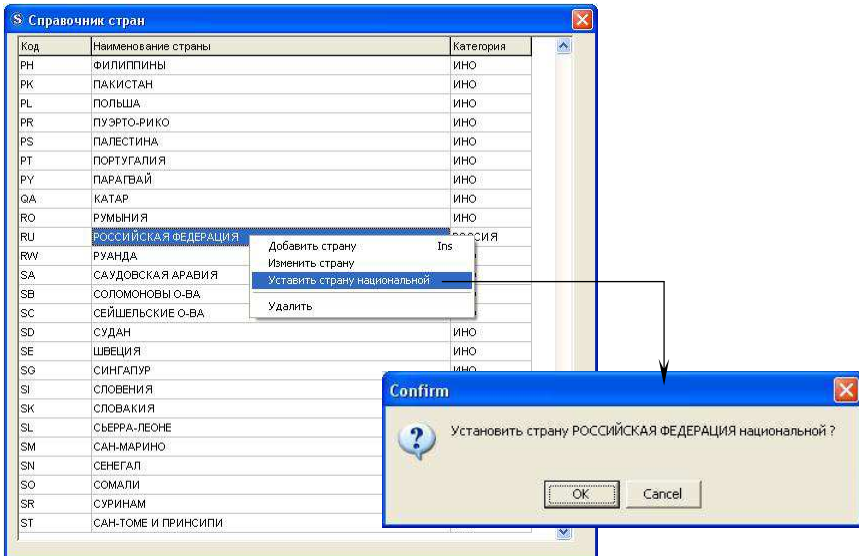 S Справочник стран
Код Наименование страны Категория
PH ФИЛИППИНЫ ИНО
PK ПАКИСТАН ИНО
PL ПОЛЬША ИНО
PR ПУЭРТО-РИКО ИНО
PS ПАЛЕСТИНА ИНО
PT ПОРТУГАЛИЯ ИНО
PY ПАРАГВАЙ ИНО
QA КАТАР ИНО
RO РУМЫНИЯ ИНО
RU РОССИЙСКАЯ ФЕДЕРАЦИЯ
RW РУАНДА
SA САУДОВСКАЯ АРАВИЯ
SB СОЛОМОНОВЫ О-ВА
SC СЕЙШЕЛЬСКИЕ О-ВА
SD СУДАН ИНО
SE ШВЕЦИЯ ИНО
SG СИНГАПУР ИНО
SI СЛОВЕНИЯ
SK СЛОВАКИЯ
SL СЬЕРРА-ЛЕОНЕ
SM САН-МАРИНО
SN СЕНЕГАЛ
SO СОМАЛИ
SR СУРИНАМ
ST САН-ТОМЕ И ПРИНСИПИ
Добавить страну Ins
Изменить страну
Уставить страну национальной
Удалить
Confirm
Установить страну РОССИЙСКАЯ ФЕДЕРАЦИЯ национальной ?
OK Cancel